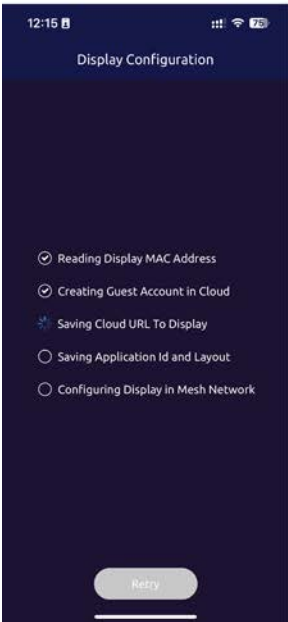 12:15
75
Display Configuration
Reading Display MAC Address
Creating Guest Account in Cloud
Saving Cloud URL To Display
Saving Application Id and Layout
Configuring Display in Mesh Network
Retry